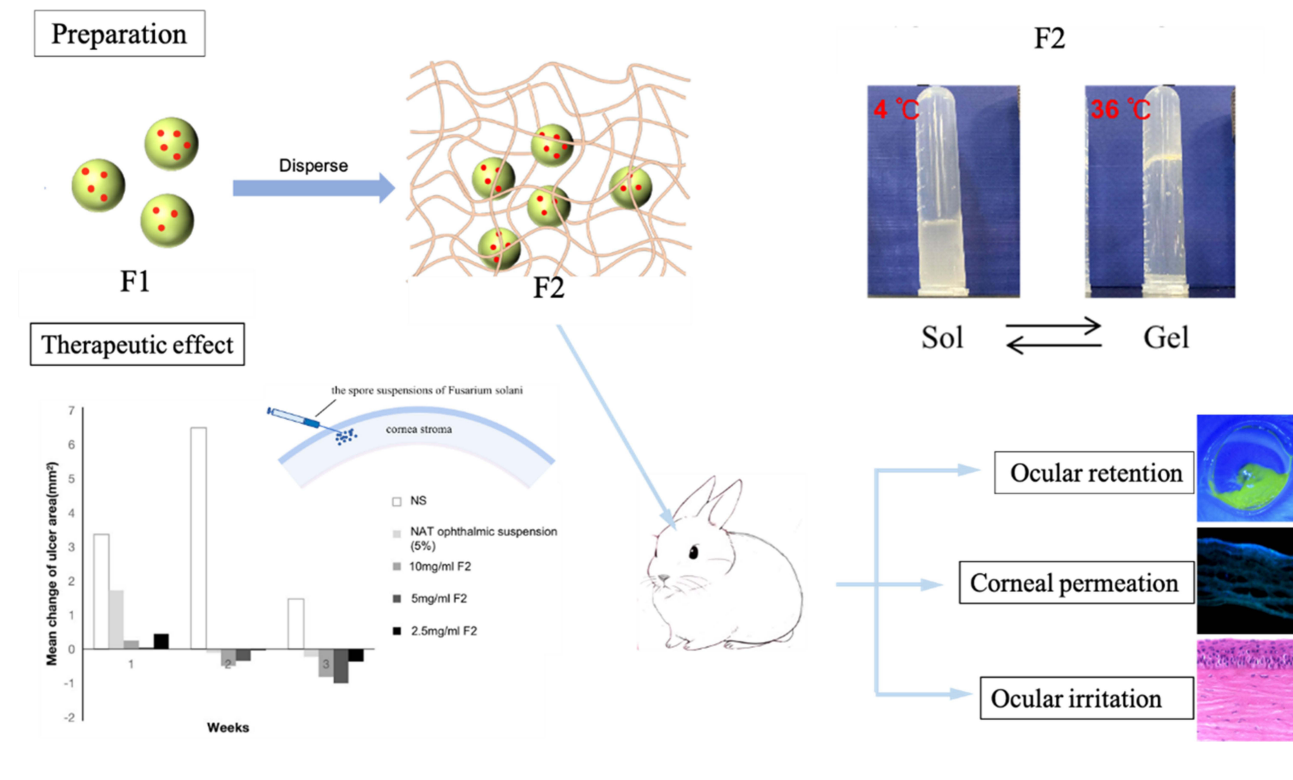 Preparation
Disperse
F1
F2
F2
4 ℃
36 ℃
Sol
Gel
Therapeutic effect
the spore suspensions of Fusarium solani
cornea stroma
7
6
5
4
3
2
1
0
-1
-2
Mean change of ulcer area(mm²)
1
2
3
Weeks
NS
NAT ophthalmic suspension
(5%)
10mg/ml F2
5mg/ml F2
2.5mg/ml F2
Ocular retention
Corneal permeation
Ocular irritation